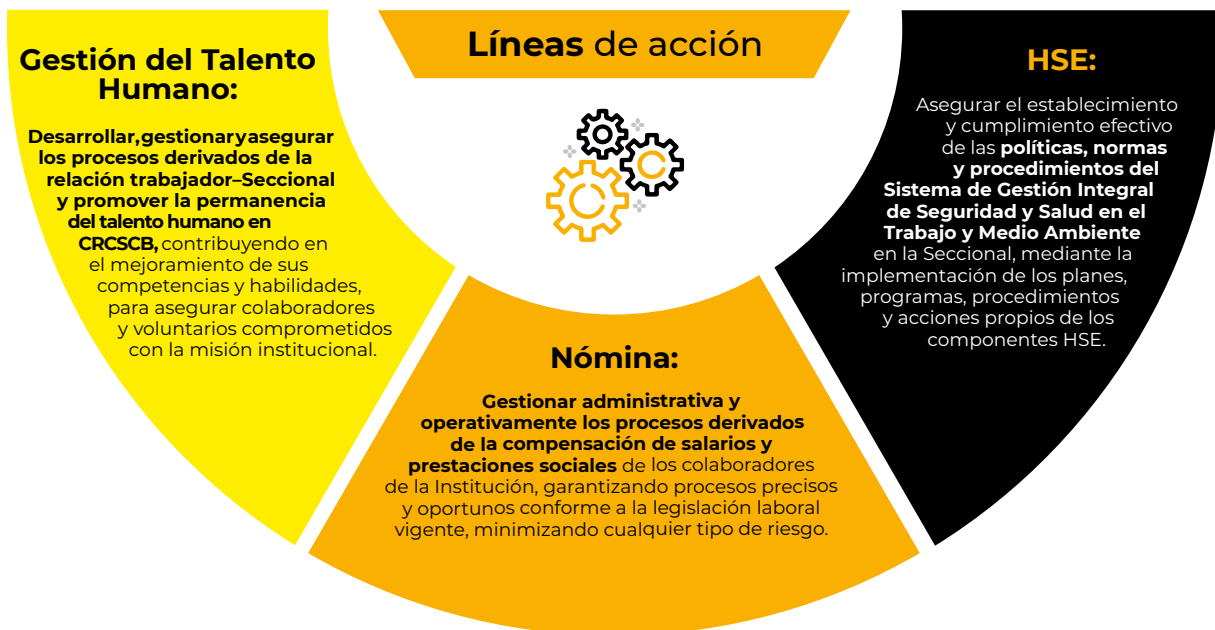 Líneas de acción
Gestión del Talento
Humano:
Desarrollar, gestionar y asegurar
los procesos derivados de la
relación trabajador–Seccional
y promover la permanencia
del talento humano en
CRCSCB, contribuyendo en
el mejoramiento de sus
competencias y habilidades,
para asegurar colaboradores
y voluntarios comprometidos
con la misión institucional.
Nómina:
Gestionar administrativa y
operativamente los procesos derivados
de la compensación de salarios y
prestaciones sociales de los colaboradores
de la Institución, garantizando procesos precisos
y oportunos conforme a la legislación laboral
vigente, minimizando cualquier tipo de riesgo.
HSE:
Asegurar el establecimiento
y cumplimiento efectivo
de las políticas, normas
y procedimientos del
Sistema de Gestión Integral
de Seguridad y Salud en el
Trabajo y Medio Ambiente
en la Seccional, mediante la
implementación de los planes,
programas, procedimientos
y acciones propios de los
componentes HSE.